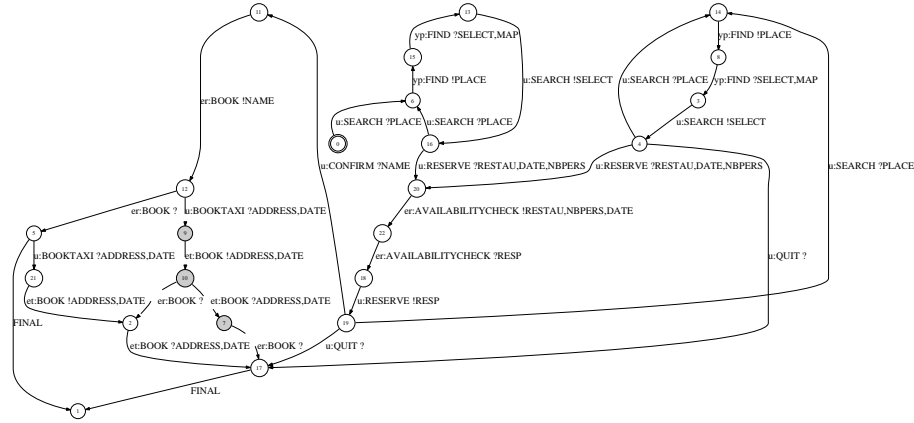 11
13
14
yp:FIND ?SELECT,MAP
yp:FIND !PLACE
15
8
yp:FIND !PLACE
u:SEARCH !SELECT
u:SEARCH ?PLACE
yp:FIND ?SELECT,MAP
er:BOOK !NAME
6
3
u:SEARCH ?PLACE
u:SEARCH ?PLACE
u:SEARCH !SELECT
0
16
4
u:CONFIRM ?NAME
u:RESERVE ?RESTAU,DATE,NBPERS
u:RESERVE ?RESTAU,DATE,NBPERS
u:SEARCH ?PLACE
12
20
er:BOOK ?
u:BOOKTAXI ?ADDRESS,DATE
er:AVAILABILITYCHECK !RESTAU,NBPERS,DATE
5
9
22
u:BOOKTAXI ?ADDRESS,DATE
et:BOOK !ADDRESS,DATE
er:AVAILABILITYCHECK ?RESP
u:QUIT ?
21
10
18
et:BOOK !ADDRESS,DATE
er:BOOK ?
et:BOOK ?ADDRESS,DATE
u:RESERVE !RESP
FINAL
2
7
19
et:BOOK ?ADDRESS,DATE
er:BOOK ?
u:QUIT ?
17
FINAL
1